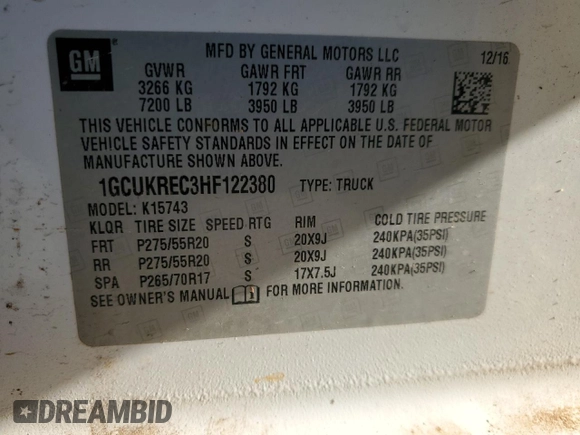 GM
MFD BY GENERAL MOTORS LLC 12/16
GVWR GAWR FRT GAWR RR
3266 KG 1792 KG 1792 KG
7200 LB 3950 LB 3950 LB
THIS VEHICLE CONFORMS TO ALL APPLICABLE U.S. FEDERAL MOTOR
VEHICLE SAFETY STANDARDS IN EFFECT ON THE DATE OF
MANUFACTURE SHOWN ABOVE.
1GCUKREC3HF122380 TYPE: TRUCK
MODEL: K15743
KLQR TIRE SIZE SPEED RTG RIM COLD TIRE PRESSURE
FRT P275/55R20 S 20X9J 240KPA(35PSI)
RR P275/55R20 S 20X9J 240KPA(35PSI)
SPA P265/70R17 S 17X7.5J 240KPA(35PSI)
SEE OWNER'S MANUAL FOR MORE INFORMATION.
DREAMBID